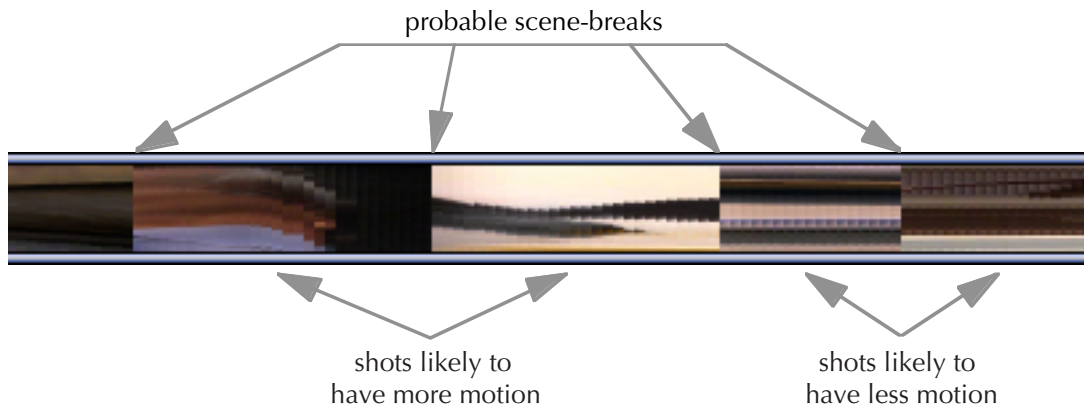 probable scene-breaks
shots likely to
have more motion
shots likely to
have less motion